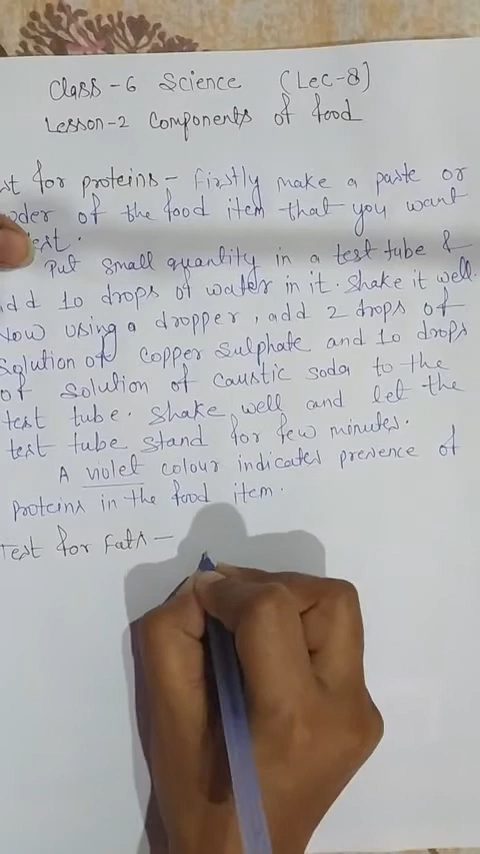 Class-6 Science (Lec-8)
Lesson-2 Components of food
st for proteins - Firstly make a paste or
oder of the food item that you want
test.
Put small quantity in a test tube &
dd 10 drops of water in it. Shake it well.
Now using a dropper, add 2 drops of
Solution of Copper Sulphate and 10 drops
of solution of caustic soda to the
test tube. Shake well and let the
test tube stand for few minutes.
A violet colour indicates presence of
proteins in the food item.
Test for Fats -